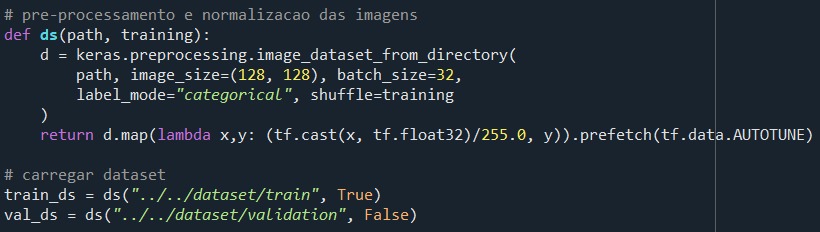 # pre-processamento e normalizacao das imagens
def ds(path, training):
    d = keras.preprocessing.image_dataset_from_directory(
        path, image_size=(128, 128), batch_size=32,
        label_mode="categorical", shuffle=training
    )
    return d.map(lambda x,y: (tf.cast(x, tf.float32)/255.0, y)).prefetch(tf.data.AUTOTUNE)

# carregar dataset
train_ds = ds("../../dataset/train", True)
val_ds = ds("../../dataset/validation", False)